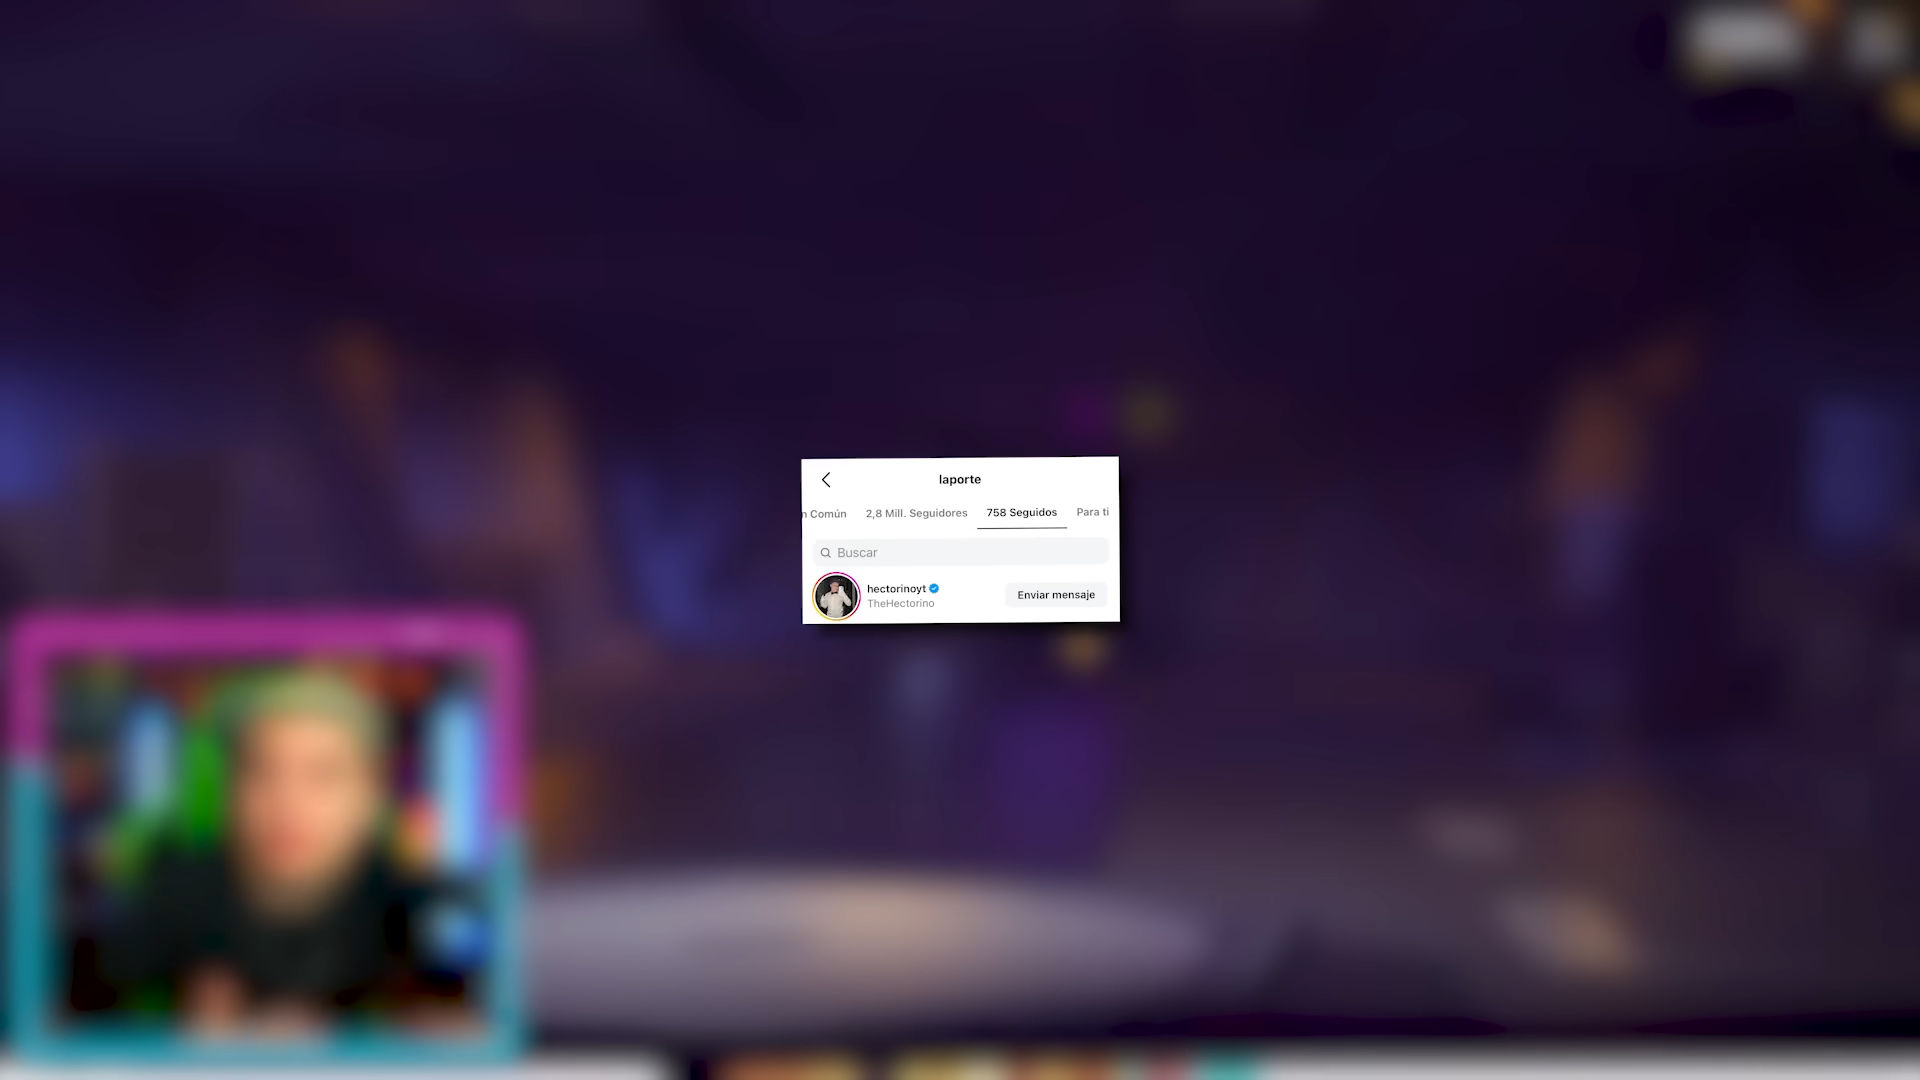 laporte
n Común 2,8 Mill. Seguidores 758 Seguidos Para ti
Buscar
hectorinoyt
TheHectorino
Enviar mensaje